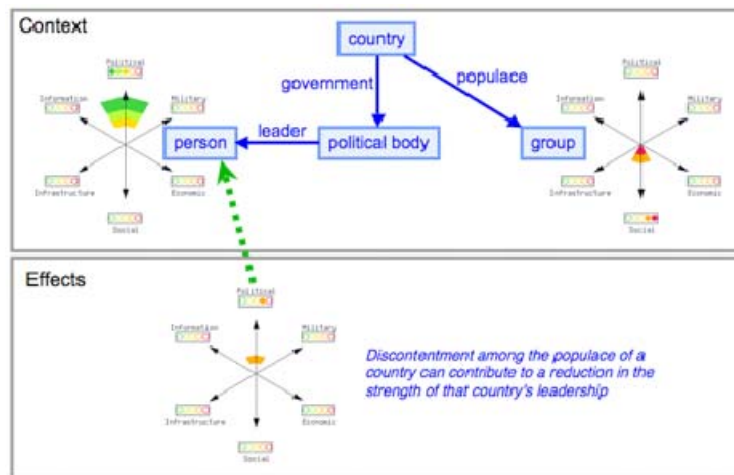 Context
country
government
populace
person
leader
political body
group
Political
Information
Military
Infrastructure
Economic
Social
Political
Information
Military
Infrastructure
Economic
Social
Effects
Political
Information
Military
Infrastructure
Economic
Social
Discontentment among the populace of a
country can contribute to a reduction in the
strength of that country's leadership